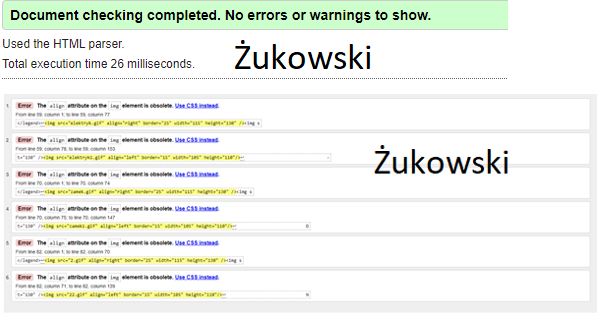 Document checking completed. No errors or warnings to show.
Used the HTML parser.
Total execution time 26 milliseconds.
Żukowski
1. Error The align attribute on the img element is obsolete. Use CSS instead.
From line 59, column 1; to line 59, column 77
</legend>↩<img src="elektryk.gif" align="right" border="25" width="115" height="130" /><img s
2. Error The align attribute on the img element is obsolete. Use CSS instead.
From line 59, column 78; to line 59, column 153
t="130" /><img src="elektryk1.gif" align="left" border="15" width="105" height="110"/>↩
Żukowski
3. Error The align attribute on the img element is obsolete. Use CSS instead.
From line 70, column 1; to line 70, column 74
</legend>↩<img src="zamek.gif" align="right" border="25" width="115" height="130" /><img s
4. Error The align attribute on the img element is obsolete. Use CSS instead.
From line 70, column 75; to line 70, column 147
t="130" /><img src="zamek1.gif" align="left" border="15" width="105" height="110"/>↩
5. Error The align attribute on the img element is obsolete. Use CSS instead.
From line 82, column 1; to line 82, column 70
</legend>↩<img src="2.gif" align="right" border="25" width="115" height="130" /><img s
6. Error The align attribute on the img element is obsolete. Use CSS instead.
From line 82, column 71; to line 82, column 139
t="130" /><img src="22.gif" align="left" border="15" width="105" height="110"/>↩